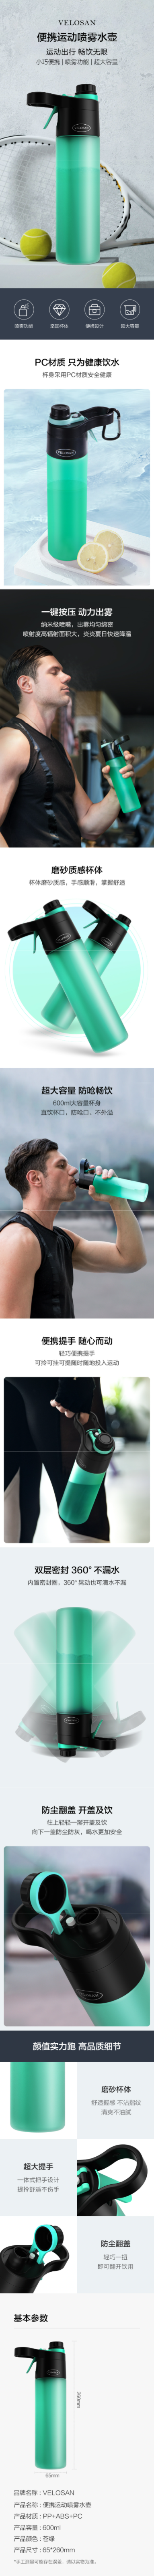 VELOSAN
便携运动喷雾水壶
运动出行 畅饮无限
小巧便携 | 喷雾功能 | 超大容量
喷雾功能
便携设计
超大容量
PC材质 只为健康饮水
杯身采用PC材质安全健康
一键按压 动力出雾
纳米级喷嘴，出雾均匀绵密
喷射度高辐射面积大，炎炎夏日快速降温
磨砂质感杯体
杯体磨砂质感，手感顺滑，掌握舒适
超大容量 防呛畅饮
600ml大容量杯身
直饮杯口，防呛口，不外溢
便携提手 随心而动
轻巧便携提手
可拎可挂可提随时随地投入运动
双层密封 360° 不漏水
内置密封圈，360° 晃动也可滴水不漏
防尘翻盖 开盖及饮
往上轻轻一掰开盖及饮
向下一盖防尘防灰，喝水更加安全
颜值实力跑 高品质细节
磨砂杯体
舒适握感 不沾指纹
清爽不油腻
超大提手
一体式把手设计
提拎舒适不伤手
防尘翻盖
轻巧一扭
即可翻开饮用
基本参数
260mm
65mm
品牌名称：VELOSAN
产品名称：便携运动喷雾水壶
产品材质：PP+ABS+PC
产品容量：600ml
产品颜色：苍绿
产品尺寸：65*260mm
*手工测量可能存在误差，请以实物为准。